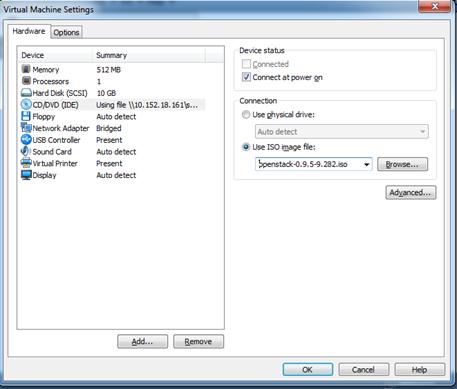 Virtual Machine Settings
Hardware Options
Device Summary
Memory 512 MB
Processors 1
Hard Disk (SCSI) 10 GB
CD/DVD (IDE) Using file \\10.152.18.161\s...
Floppy Auto detect
Network Adapter Bridged
USB Controller Present
Sound Card Auto detect
Virtual Printer Present
Display Auto detect
Add... Remove
Device status
Connected
Connect at power on
Connection
Use physical drive:
Auto detect
Use ISO image file:
openstack-0.9.5-9.282.iso Browse...
Advanced...
OK Cancel Help